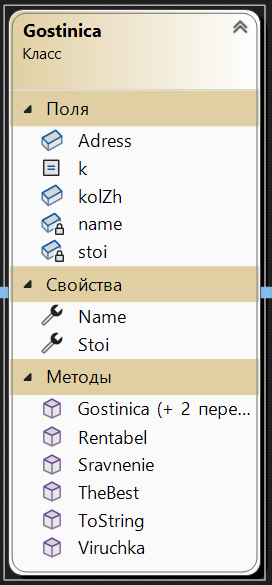 Gostinica
Класс
Поля
Adress
k
kolZh
name
stoi
Свойства
Name
Stoi
Методы
Gostinica (+ 2 пере...
Rentabel
Sravnenie
TheBest
ToString
Viruchka